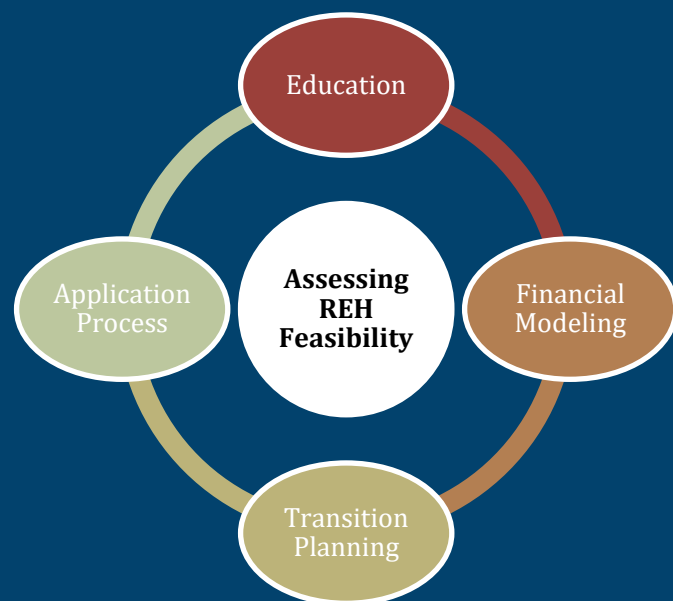 Education
Application
Process
Assessing
REH
Feasibility
Financial
Modeling
Transition
Planning